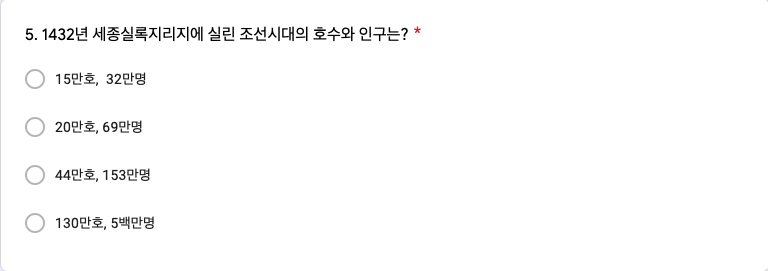 5. 1432년 세종실록지리지에 실린 조선시대의 호수와 인구는? *
15만호,  32만명
20만호, 69만명
44만호, 153만명
130만호, 5백만명